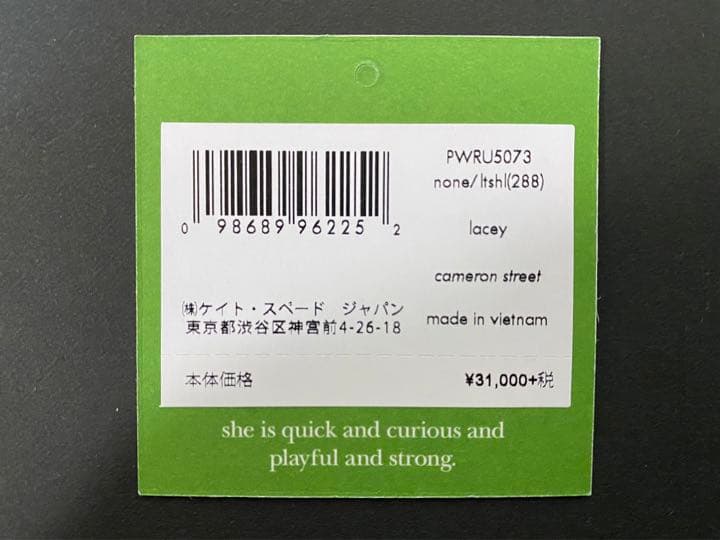 0 98689 96225 2
PWRU5073
none/ltshl(288)
lacey
cameron street
made in vietnam
㈱ケイト・スペード ジャパン
東京都渋谷区神宮前4-26-18
本体価格 ¥31,000+税
she is quick and curious and
playful and strong.